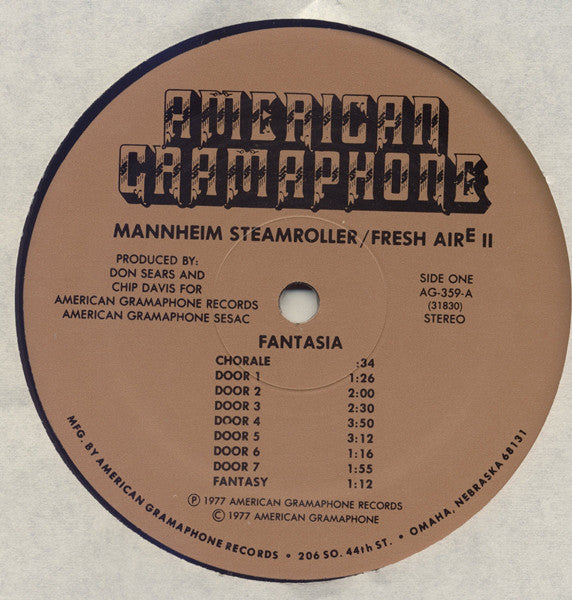 AMERICAN
GRAMAPHONE
MANNHEIM STEAMROLLER/FRESH AIRE II
PRODUCED BY:
DON SEARS AND
CHIP DAVIS FOR
AMERICAN GRAMAPHONE RECORDS
AMERICAN GRAMAPHONE SESAC
SIDE ONE
AG-359-A
(31830)
STEREO
FANTASIA
CHORALE :34
DOOR 1 1:26
DOOR 2 2:00
DOOR 3 2:30
DOOR 4 3:50
DOOR 5 3:12
DOOR 6 1:16
DOOR 7 1:55
FANTASY 1:12
℗ 1977 AMERICAN GRAMAPHONE RECORDS
© 1977 AMERICAN GRAMAPHONE
MFG. BY AMERICAN GRAMAPHONE RECORDS • 206 SO. 44th ST. • OMAHA, NEBRASKA 68131